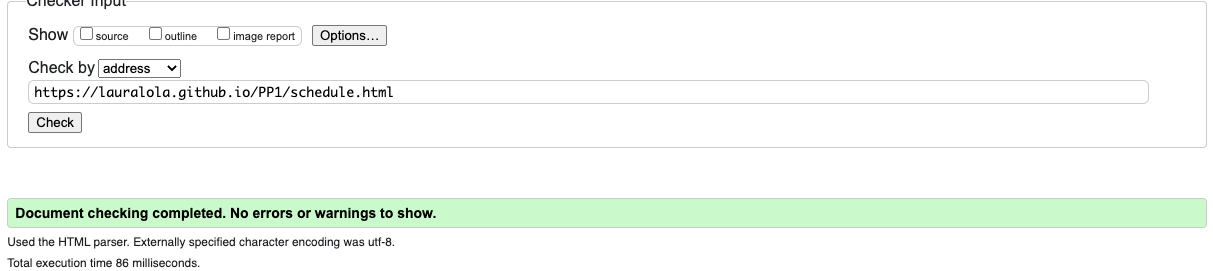 Checker Input
Show source outline image report Options...
Check by address
https://lauralola.github.io/PP1/schedule.html
Check
Document checking completed. No errors or warnings to show.
Used the HTML parser. Externally specified character encoding was utf-8.
Total execution time 86 milliseconds.